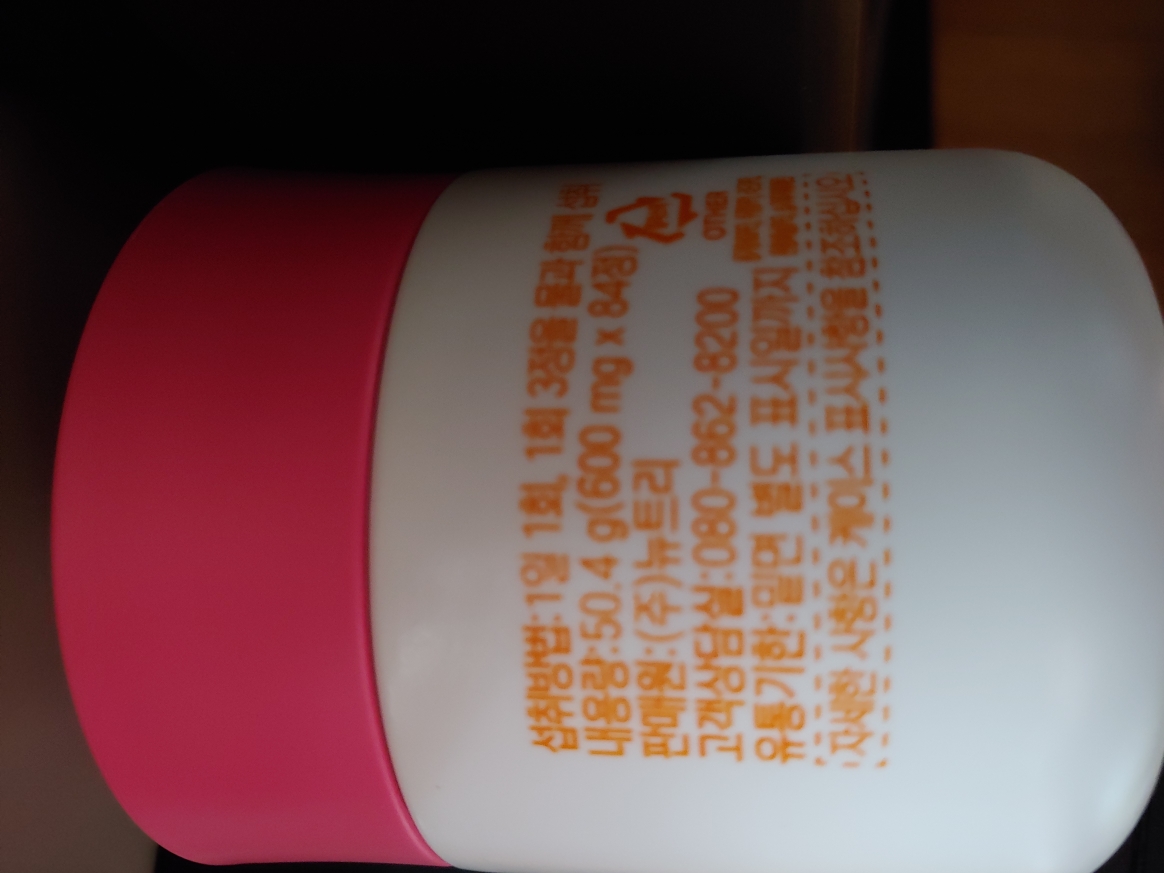 섭취방법:1일 1회, 1회 3정을 물과 함께 섭취
내용량:50.4 g(600 mg x 84정)
판매원:(주)뉴트리
고객상담실:080-862-8200
유통기한:밑면 별도 표시일까지
자세한 사항은 케이스 표시사항을 참조하십시오
OTHER